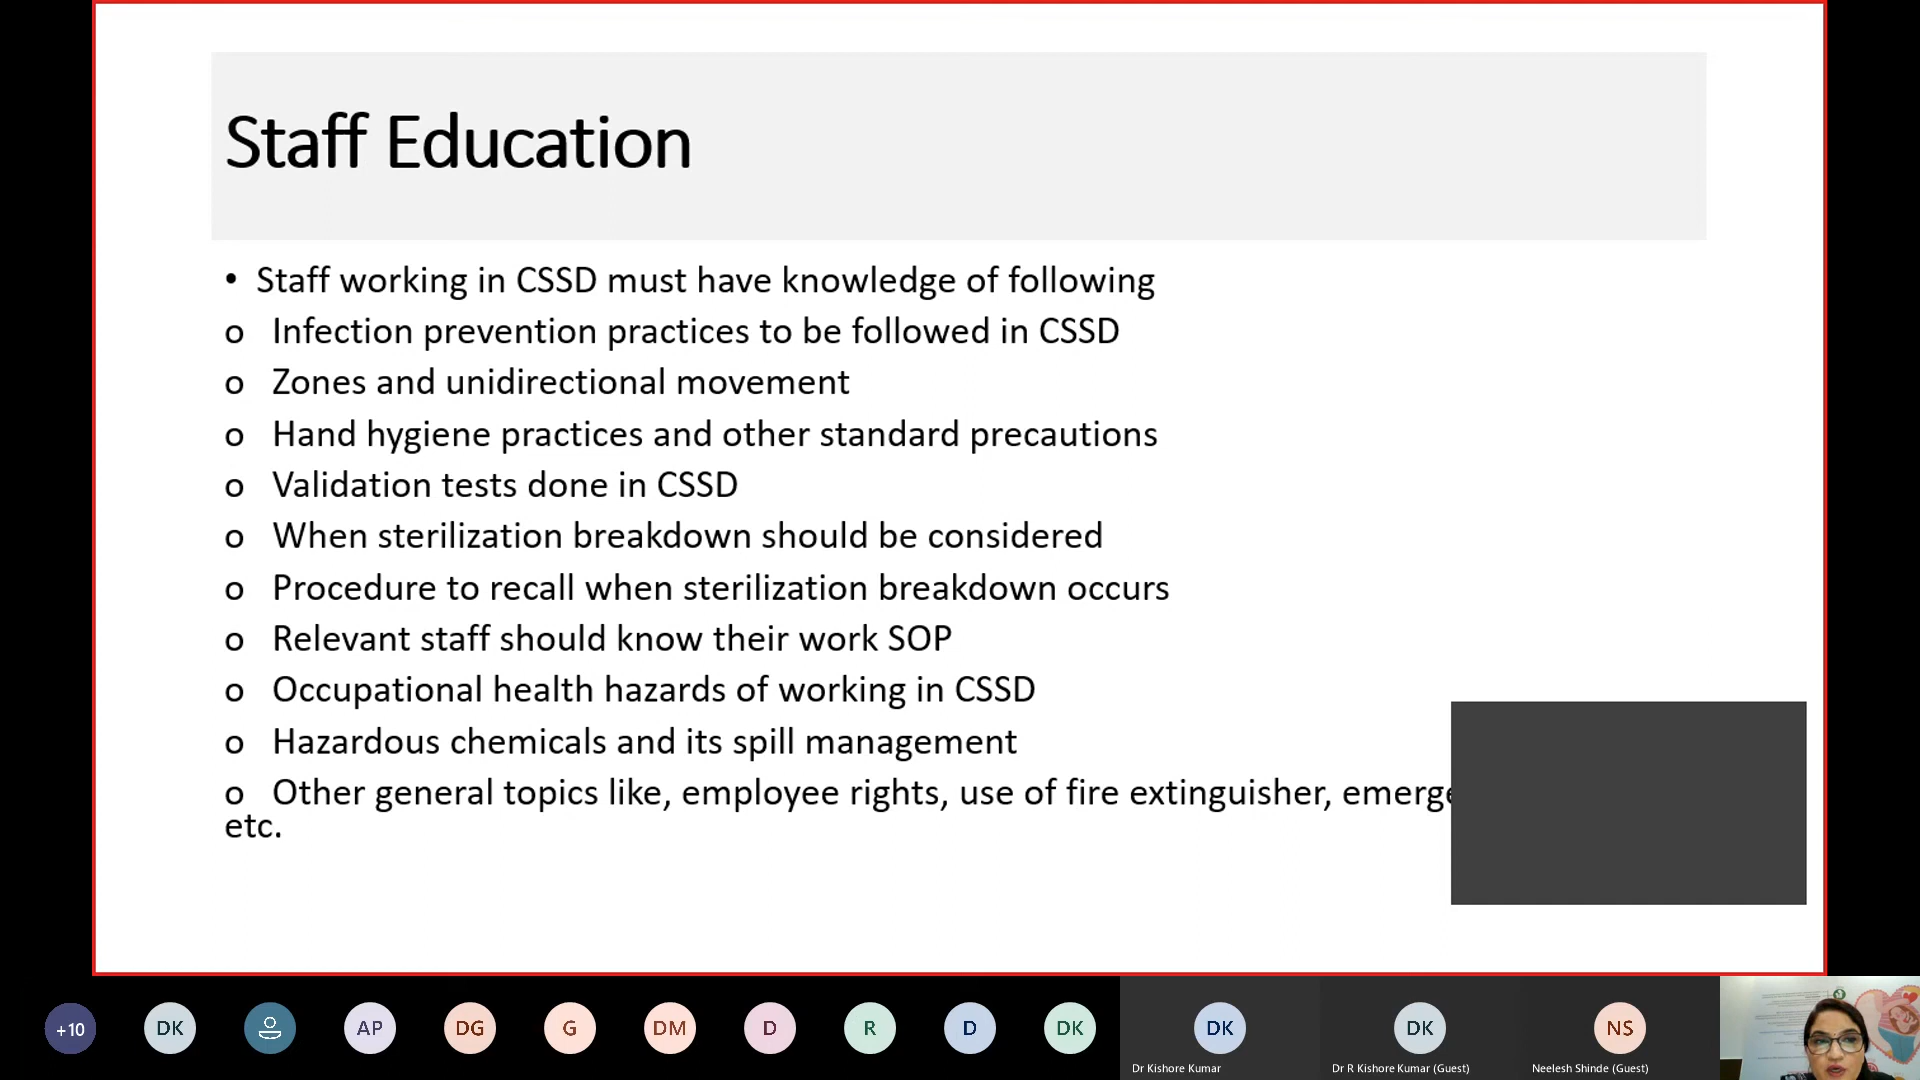 Staff Education
• Staff working in CSSD must have knowledge of following
o Infection prevention practices to be followed in CSSD
o Zones and unidirectional movement
o Hand hygiene practices and other standard precautions
o Validation tests done in CSSD
o When sterilization breakdown should be considered
o Procedure to recall when sterilization breakdown occurs
o Relevant staff should know their work SOP
o Occupational health hazards of working in CSSD
o Hazardous chemicals and its spill management
o Other general topics like, employee rights, use of fire extinguisher,
etc.
+10 DK AP DG G DM D R D DK DK DK NS
Dr Kishore Kumar Dr R Kishore Kumar (Guest) Neelesh Shinde (Guest)